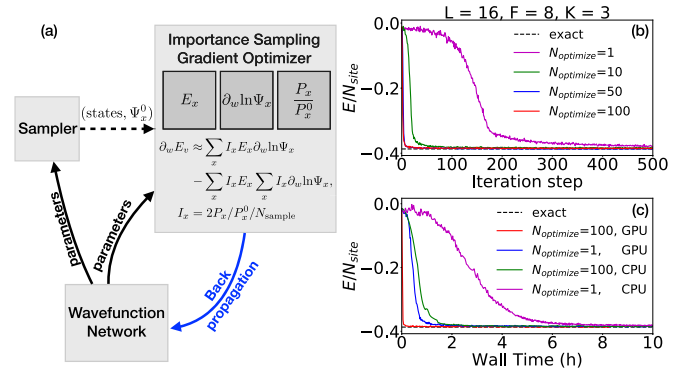 (a)
Importance Sampling
Gradient Optimizer
E_x
∂_w lnΨ_x
P_x / P_x^0
Sampler
(states, Ψ_x^0)
∂_w E_v ≈ ∑_x I_x E_x ∂_w lnΨ_x
− ∑_x I_x E_x ∑_x I_x ∂_w lnΨ_x,
I_x = 2P_x/P_x^0/N_sample
parameters
parameters
Back
propagation
Wavefunction
Network
L = 16, F = 8, K = 3
(b)
0.0
−0.2
−0.4
E/N_site
exact
N_optimize=1
N_optimize=10
N_optimize=50
N_optimize=100
0 100 200 300 400 500
Iteration step
(c)
0.0
−0.2
−0.4
E/N_site
exact
N_optimize=100, GPU
N_optimize=1, GPU
N_optimize=100, CPU
N_optimize=1, CPU
0 2 4 6 8 10
Wall Time (h)